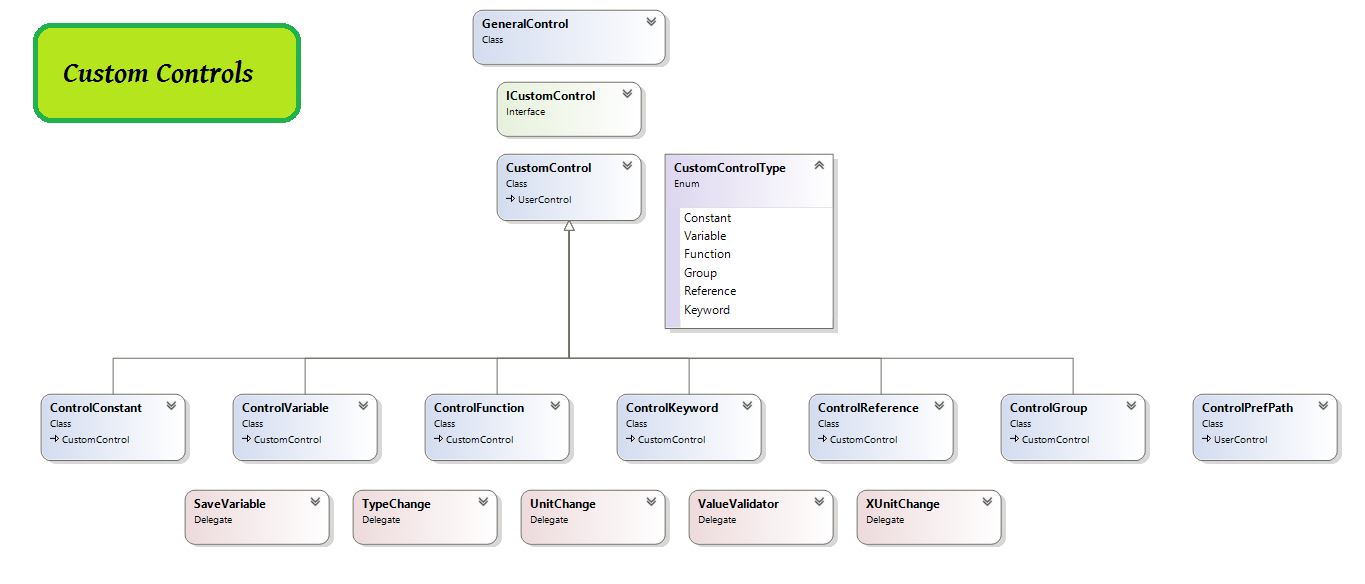 Custom Controls
GeneralControl
Class
ICustomControl
Interface
CustomControl
Class
UserControl
CustomControlType
Enum
Constant
Variable
Function
Group
Reference
Keyword
ControlConstant
Class
CustomControl
ControlVariable
Class
CustomControl
ControlFunction
Class
CustomControl
ControlKeyword
Class
CustomControl
ControlReference
Class
CustomControl
ControlGroup
Class
CustomControl
ControlPrefPath
Class
UserControl
SaveVariable
Delegate
TypeChange
Delegate
UnitChange
Delegate
ValueValidator
Delegate
XUnitChange
Delegate